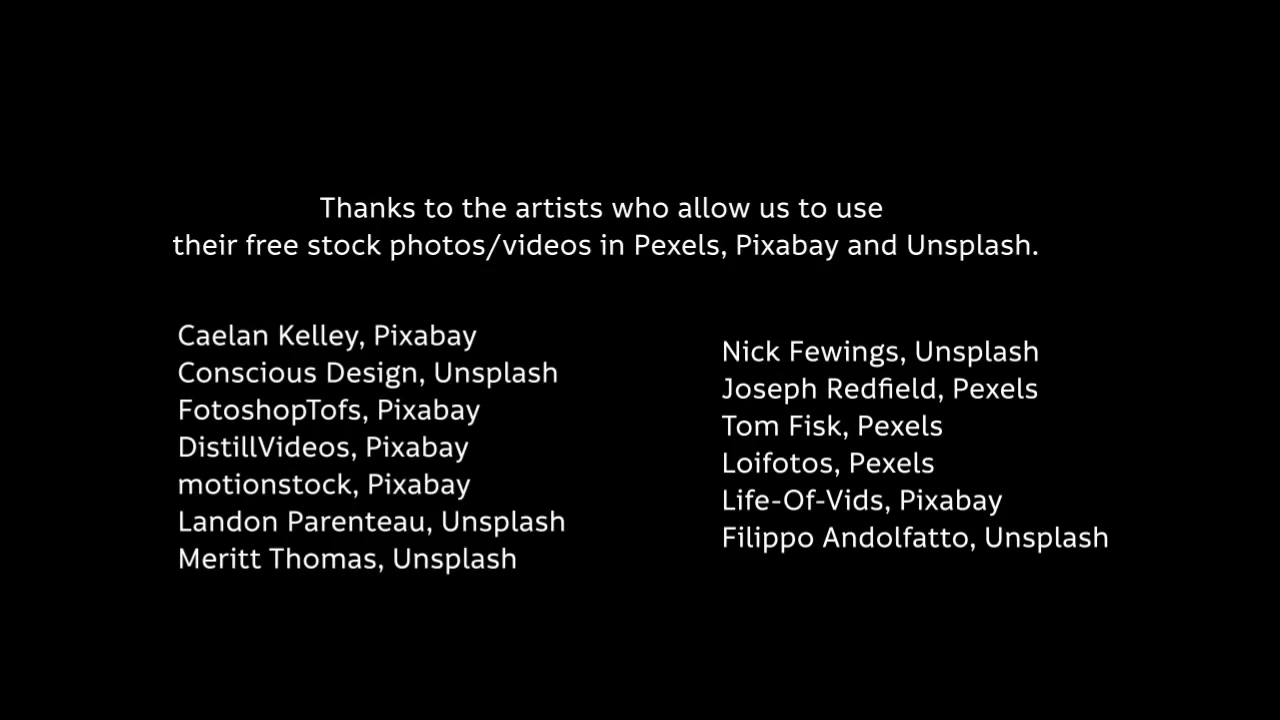 Thanks to the artists who allow us to use
their free stock photos/videos in Pexels, Pixabay and Unsplash.
Caelan Kelley, Pixabay
Conscious Design, Unsplash
FotoshopTofs, Pixabay
DistillVideos, Pixabay
motionstock, Pixabay
Landon Parenteau, Unsplash
Meritt Thomas, Unsplash
Nick Fewings, Unsplash
Joseph Redfield, Pexels
Tom Fisk, Pexels
Loifotos, Pexels
Life-Of-Vids, Pixabay
Filippo Andolfatto, Unsplash